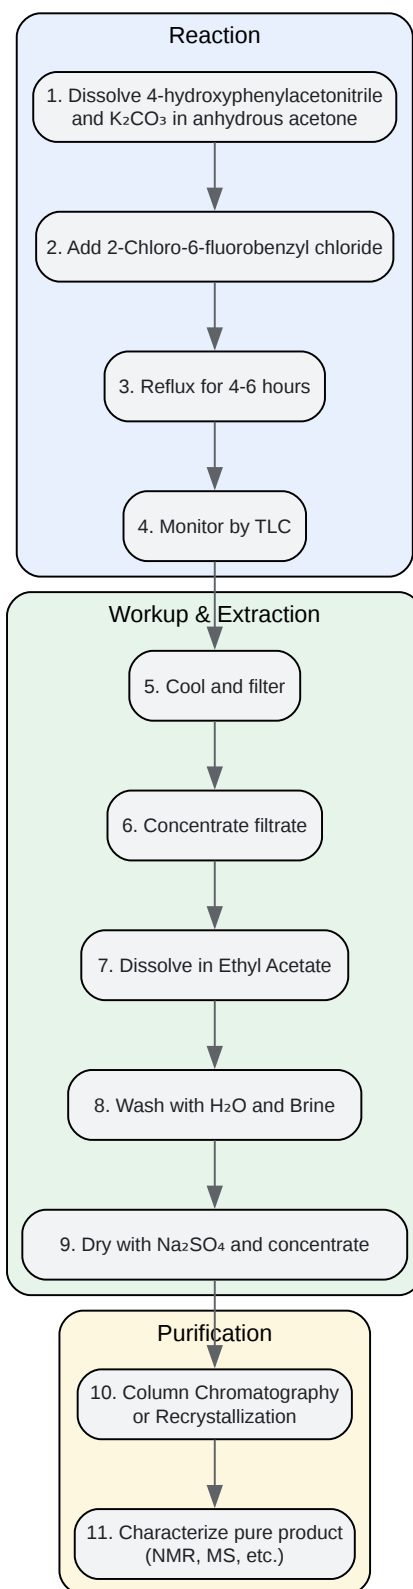 Reaction
1. Dissolve 4-hydroxyphenylacetonitrile
and K₂CO₃ in anhydrous acetone
2. Add 2-Chloro-6-fluorobenzyl chloride
3. Reflux for 4-6 hours
4. Monitor by TLC
Workup & Extraction
5. Cool and filter
6. Concentrate filtrate
7. Dissolve in Ethyl Acetate
8. Wash with H₂O and Brine
9. Dry with Na₂SO₄ and concentrate
Purification
10. Column Chromatography
or Recrystallization
11. Characterize pure product
(NMR, MS, etc.)